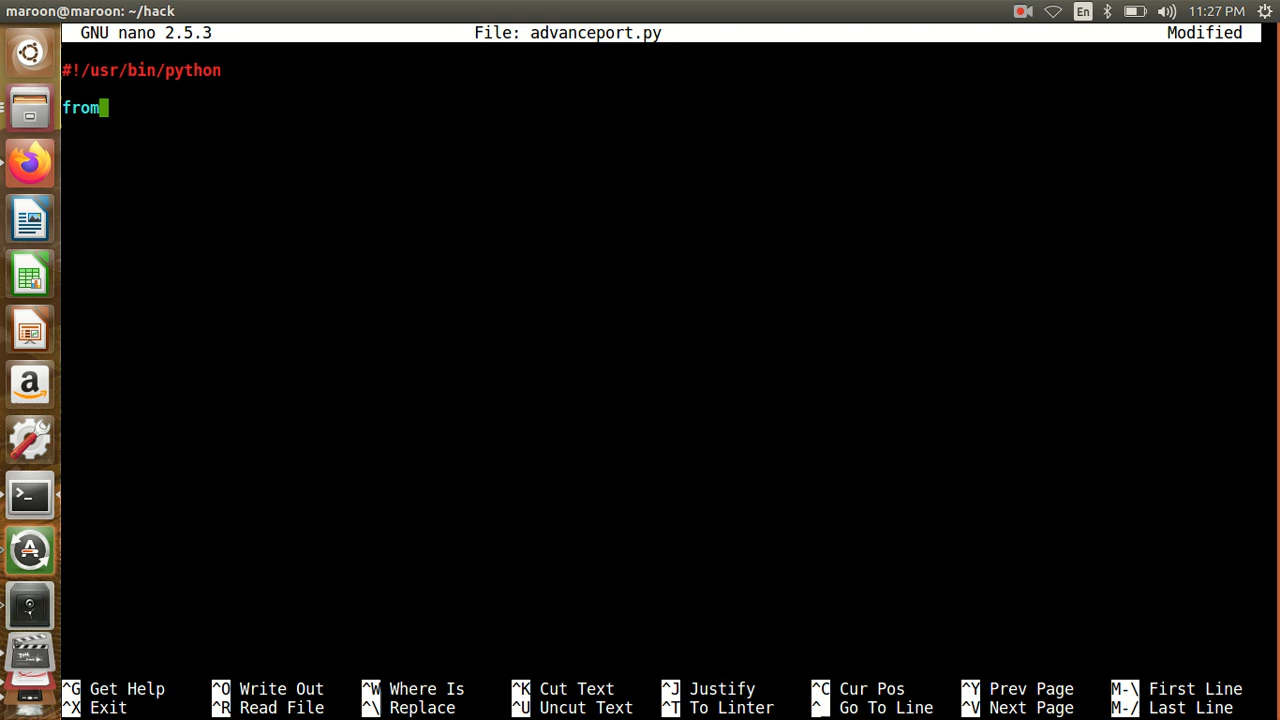 maroon@maroon: ~/hack En 11:27 PM
GNU nano 2.5.3 File: advanceport.py Modified
#!/usr/bin/python
from
^G Get Help ^O Write Out ^W Where Is ^K Cut Text ^J Justify ^C Cur Pos ^Y Prev Page M-\ First Line
^X Exit ^R Read File ^\ Replace ^U Uncut Text ^T To Linter ^_ Go To Line ^V Next Page M-/ Last Line